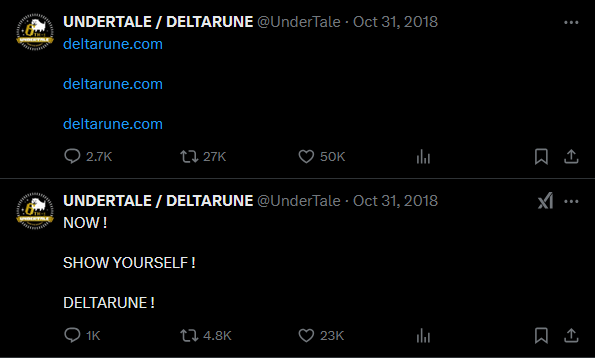 UNDERTALE / DELTARUNE @UnderTale · Oct 31, 2018
deltarune.com
deltarune.com
deltarune.com
2.7K 27K 50K
UNDERTALE / DELTARUNE @UnderTale · Oct 31, 2018
NOW !
SHOW YOURSELF !
DELTARUNE !
1K 4.8K 23K